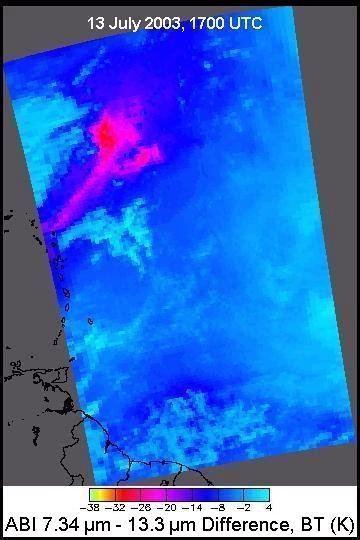 13 July 2003, 1700 UTC
-38 -32 -26 -20 -14 -8 -2 4
ABI 7.34 µm - 13.3 µm Difference, BT (K)